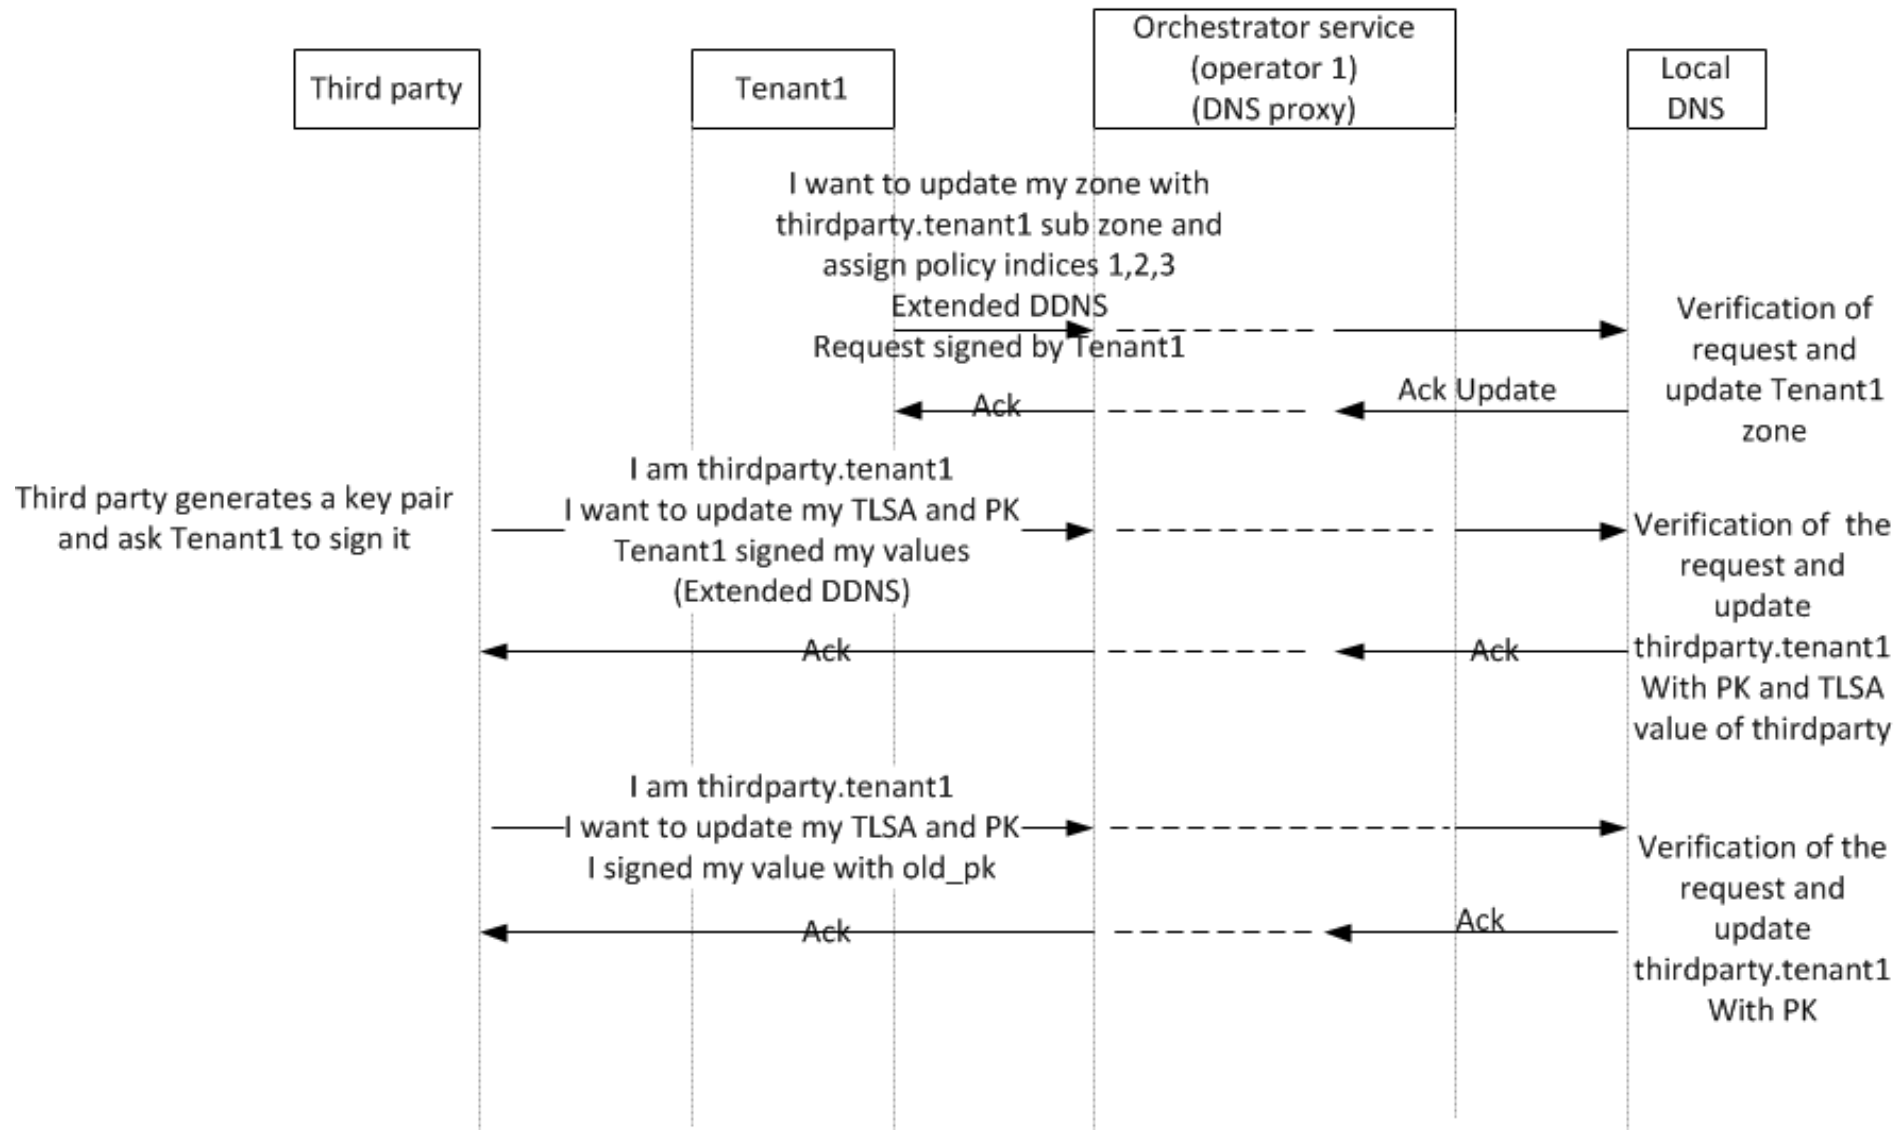 Third party
Tenant1
Orchestrator service
(operator 1)
(DNS proxy)
Local
DNS
I want to update my zone with
thirdparty.tenant1 sub zone and
assign policy indices 1,2,3
Extended DDNS
Request signed by Tenant1
Verification of
request and
update Tenant1
zone
Ack Update
Ack
Third party generates a key pair
and ask Tenant1 to sign it
I am thirdparty.tenant1
I want to update my TLSA and PK
Tenant1 signed my values
(Extended DDNS)
Verification of the
request and
update
thirdparty.tenant1
With PK and TLSA
value of thirdparty
Ack
Ack
I am thirdparty.tenant1
I want to update my TLSA and PK
I signed my value with old_pk
Verification of the
request and
update
thirdparty.tenant1
With PK
Ack
Ack